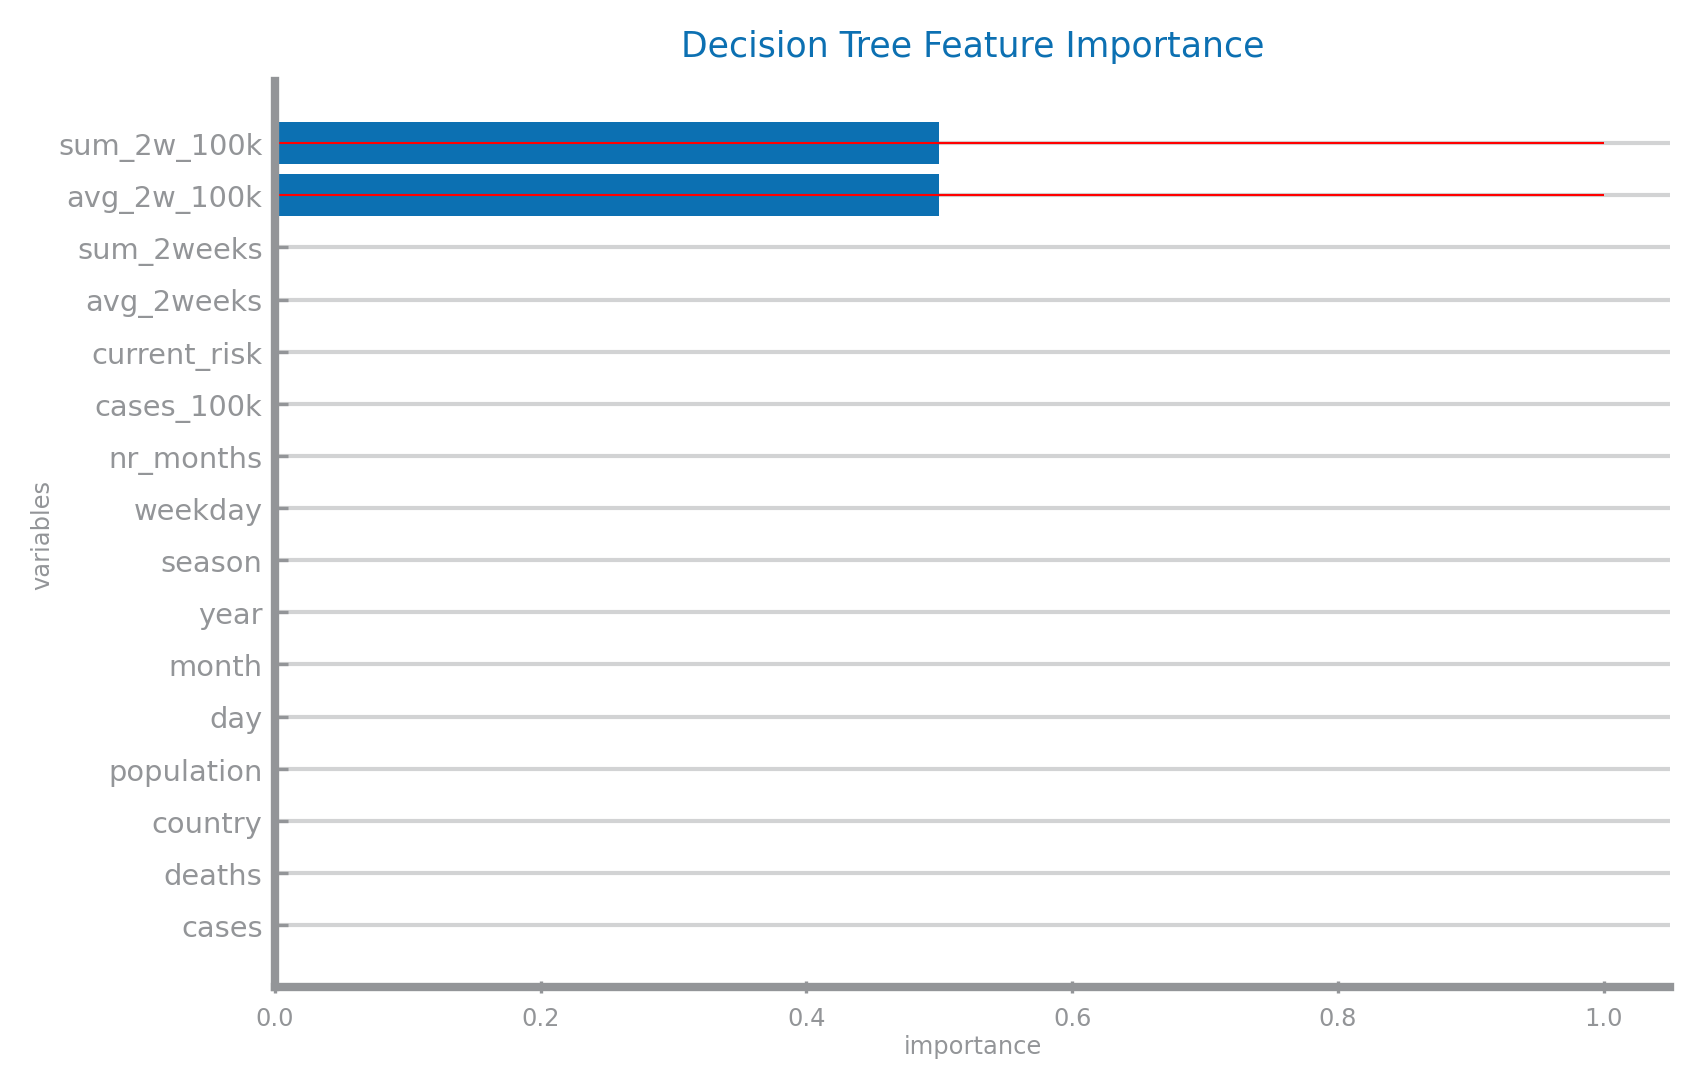 Decision Tree Feature Importance
sum_2w_100k
avg_2w_100k
sum_2weeks
avg_2weeks
current_risk
cases_100k
nr_months
weekday
season
year
month
day
population
country
deaths
cases
variables
0.0 0.2 0.4 0.6 0.8 1.0
importance